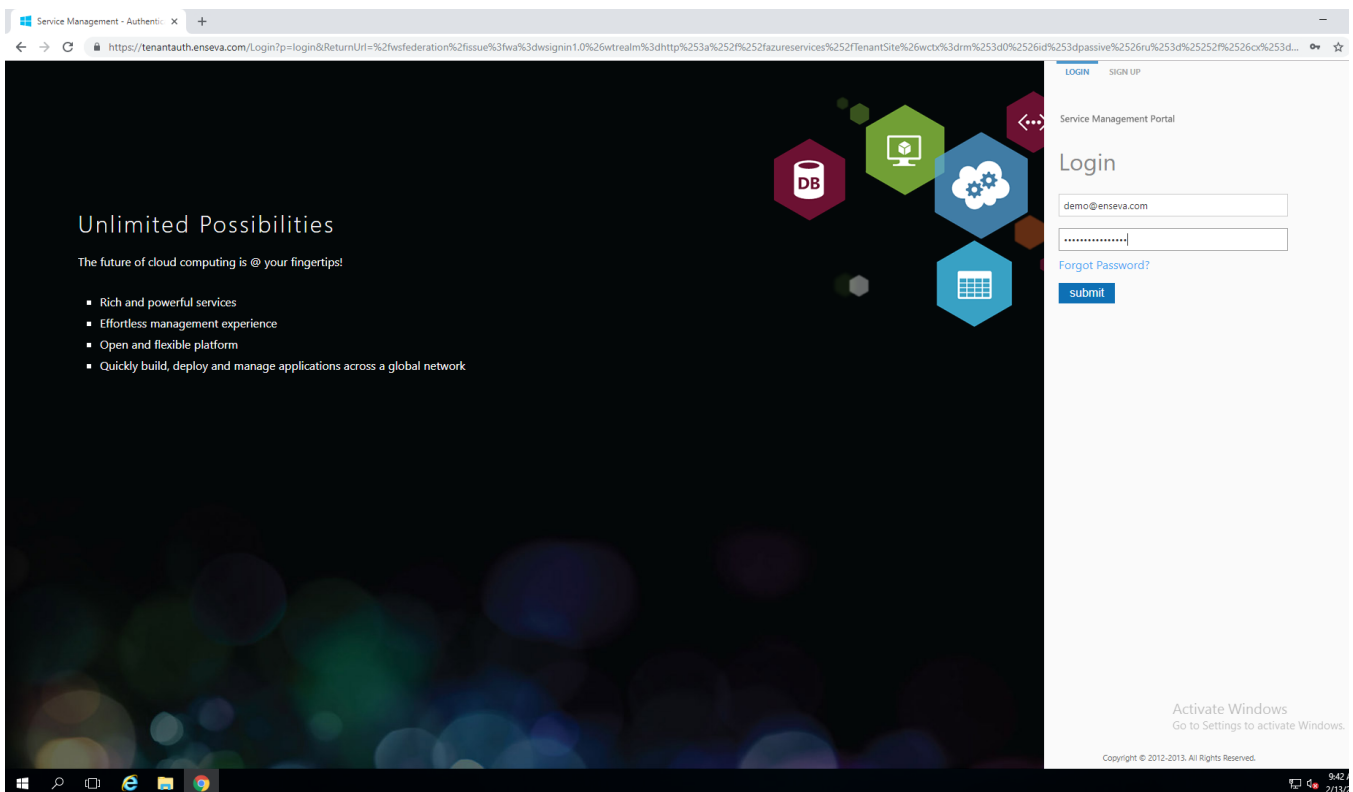 Service Management - Authentic
https://tenantauth.enseva.com/Login?p=login&ReturnUrl=%2fwsfederation%2fissue%3fwa%3dwsignin1.0%26wtrealm%3dhttp%253a%252f%252fazureservices%252fTenantSite%26wctx%3drm%253d0%2526id%253dpassive%2526ru%253d%25252f%2526cx%253d...
LOGIN SIGN UP
Service Management Portal
Login
demo@enseva.com
Forgot Password?
submit
DB
Unlimited Possibilities
The future of cloud computing is @ your fingertips!
Rich and powerful services
Effortless management experience
Open and flexible platform
Quickly build, deploy and manage applications across a global network
Activate Windows
Go to Settings to activate Windows.
Copyright © 2012-2013. All Rights Reserved.
9:42
2/13/2